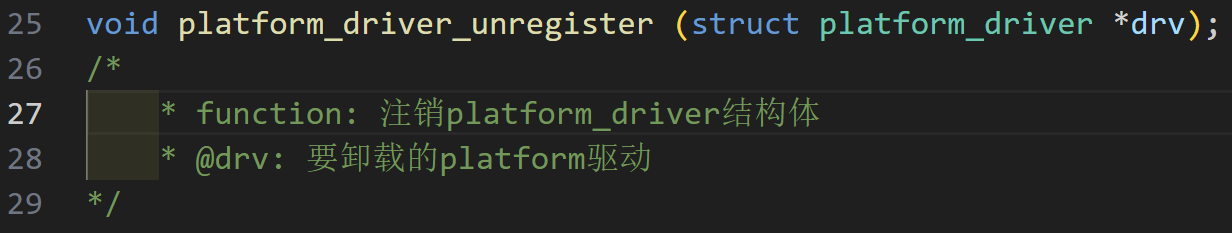 25 void platform_driver_unregister (struct platform_driver *drv);
26 /*
27 * function: 注销platform_driver结构体
28 * @drv: 要卸载的platform驱动
29 */